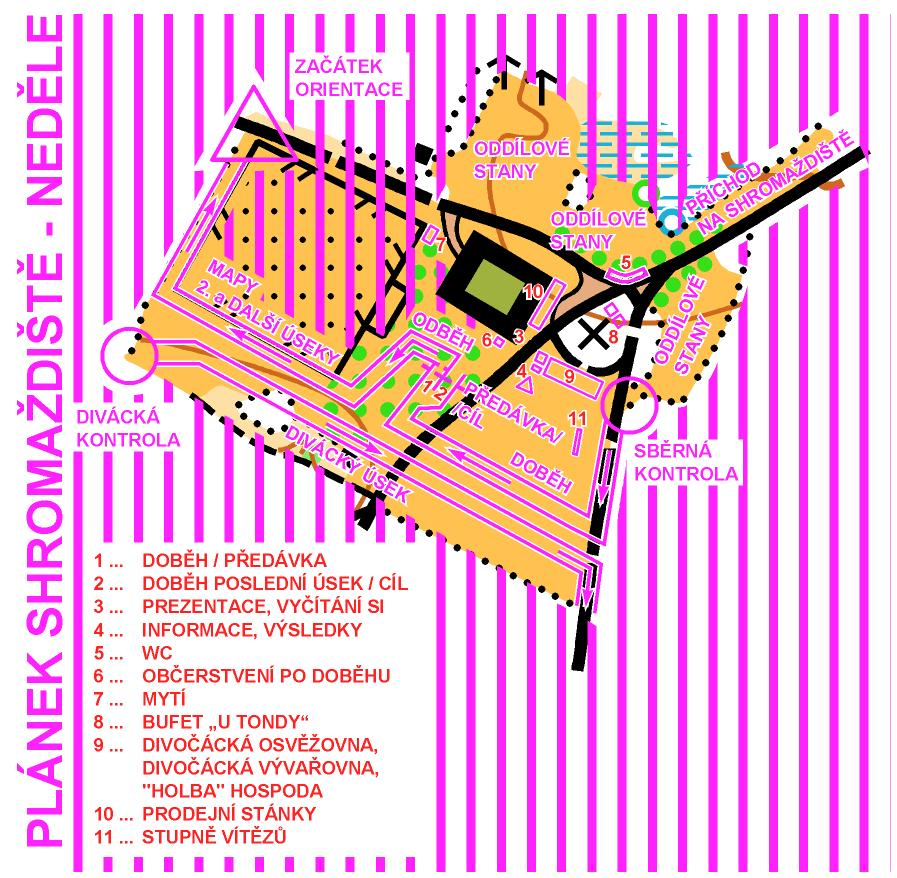 PLÁNEK SHROMAŽDIŠTĚ - NEDĚLE
ZAČÁTEK
ORIENTACE
ODDÍLOVÉ
STANY
PŘÍCHOD
NA SHROMAŽDIŠTĚ
ODDÍLOVÉ
STANY
5
7
10
MAPY
2. a DALŠÍ ÚSEKY
ODBĚH
6
3
8
ODDÍLOVÉ
STANY
4
9
1
2
PŘEDÁVKA/
/CÍL
11
DIVÁCKÁ
KONTROLA
DIVÁCKÝ ÚSEK
DOBĚH
SBĚRNÁ
KONTROLA
1 ... DOBĚH / PŘEDÁVKA
2 ... DOBĚH POSLEDNÍ ÚSEK / CÍL
3 ... PREZENTACE, VYČÍTÁNÍ SI
4 ... INFORMACE, VÝSLEDKY
5 ... WC
6 ... OBČERSTVENÍ PO DOBĚHU
7 ... MYTÍ
8 ... BUFET „U TONDY“
9 ... DIVOČÁCKÁ OSVĚŽOVNA,
DIVOČÁCKÁ VÝVAŘOVNA,
"HOLBA" HOSPODA
10 ... PRODEJNÍ STÁNKY
11 ... STUPNĚ VÍTĚZŮ